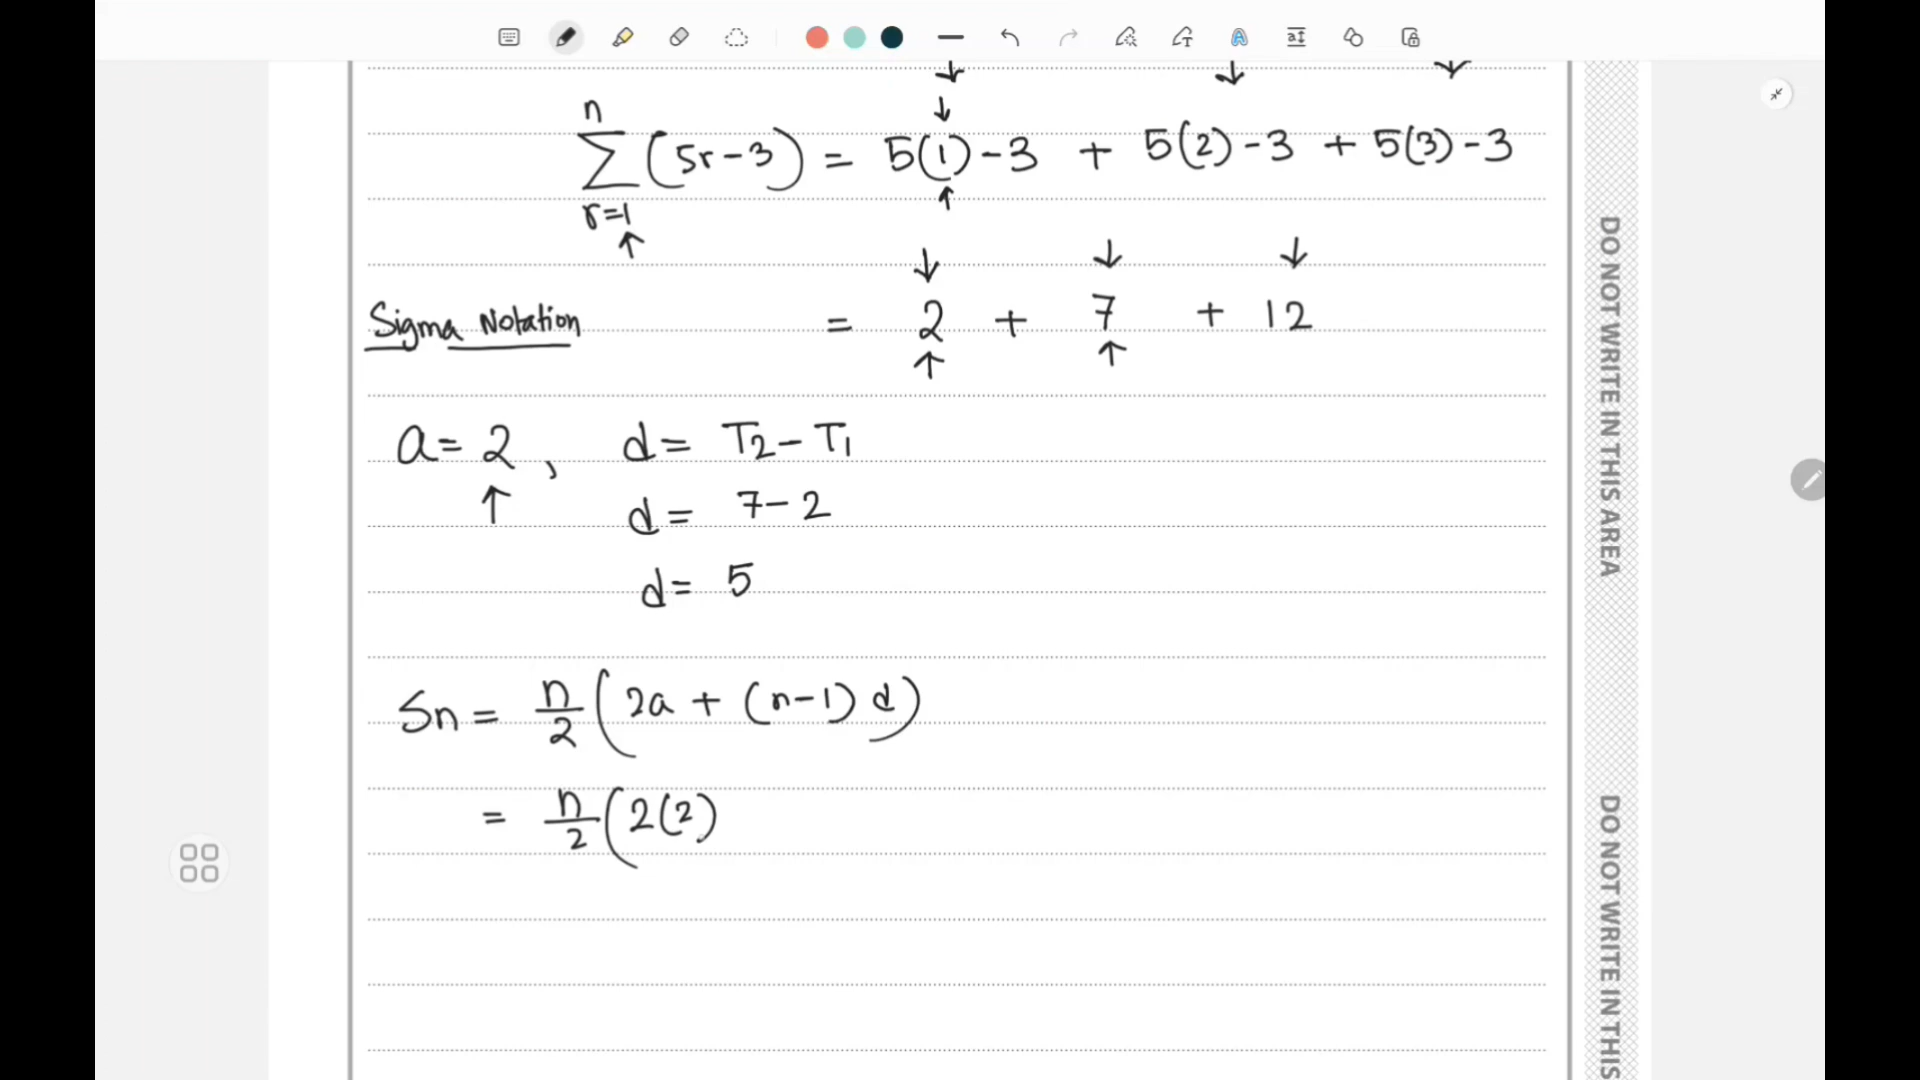 n
∑ (5r-3) = 5(1)-3 + 5(2)-3 + 5(3)-3
r=1
Sigma Notation = 2 + 7 + 12
a = 2 , d = T2 - T1
d = 7 - 2
d = 5
Sn = n/2 (2a + (n-1) d)
= n/2 (2(2)
DO NOT WRITE IN THIS AREA
DO NOT WRITE IN THIS